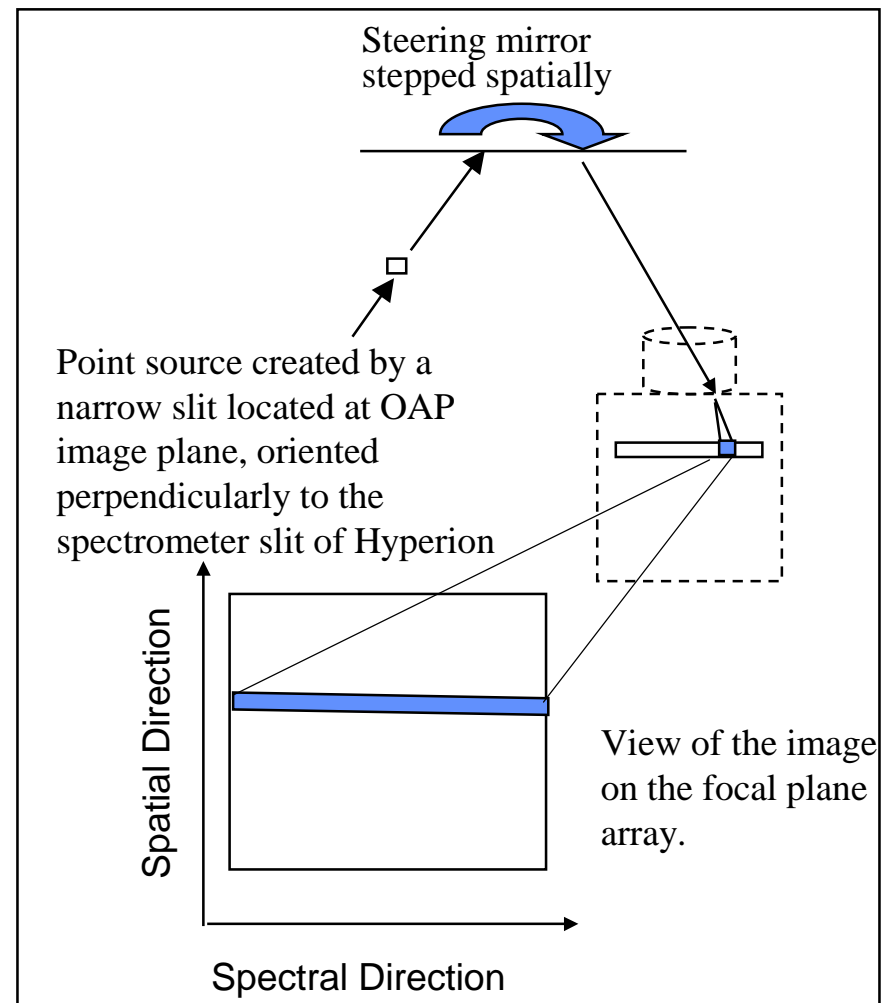 Steering mirror
stepped spatially
Point source created by a
narrow slit located at OAP
image plane, oriented
perpendicularly to the
spectrometer slit of Hyperion
Spatial Direction
View of the image
on the focal plane
array.
Spectral Direction